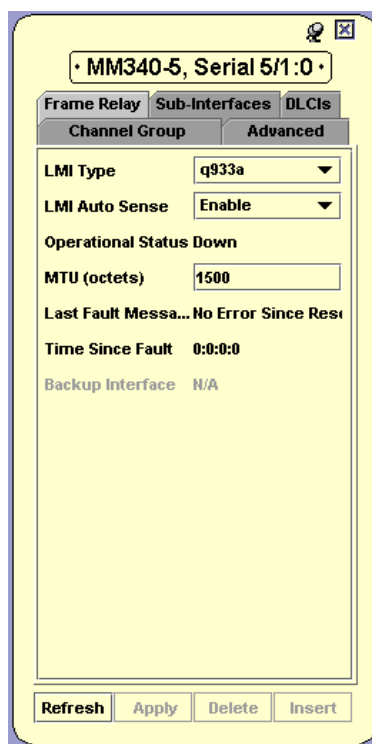 · MM340-5, Serial 5/1:0 ·
Frame Relay Sub-Interfaces DLCIs
Channel Group Advanced
LMI Type q933a
LMI Auto Sense Enable
Operational Status Down
MTU (octets) 1500
Last Fault Messa... No Error Since Rese
Time Since Fault 0:0:0:0
Backup Interface N/A
Refresh Apply Delete Insert